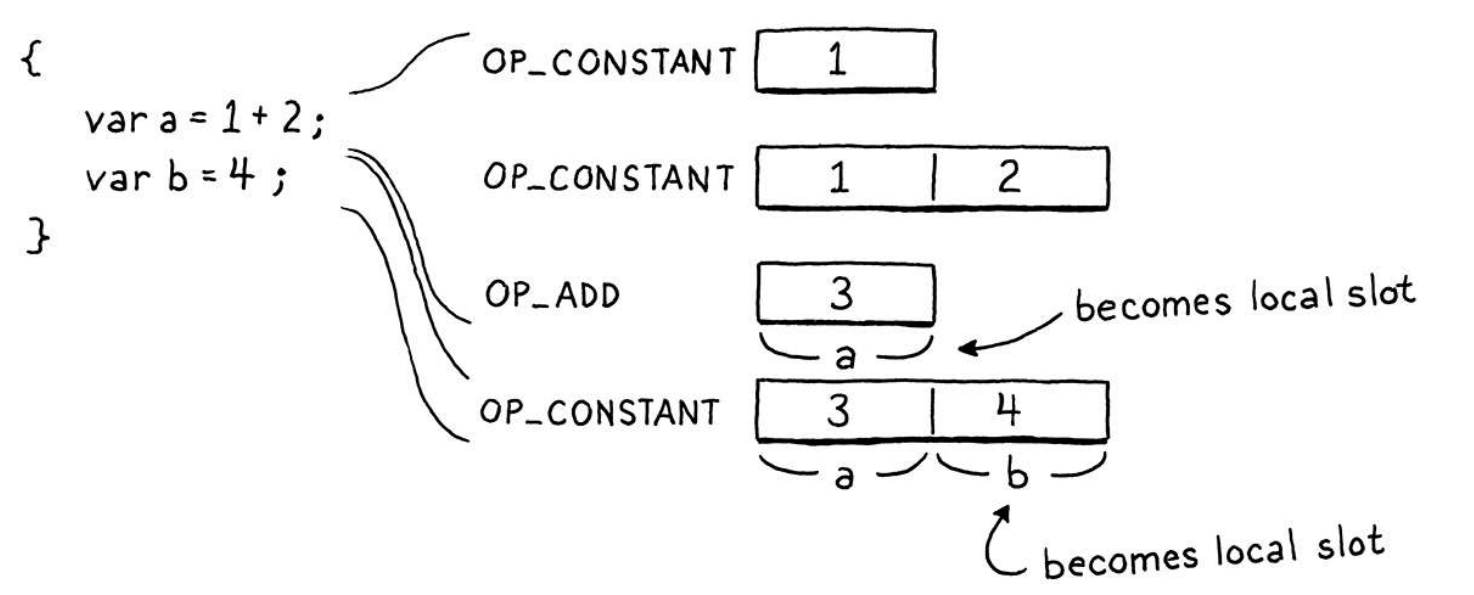 {
var a = 1 + 2 ;
var b = 4 ;
}
OP_CONSTANT 1
OP_CONSTANT 1 2
OP_ADD 3
a
becomes local slot
OP_CONSTANT 3 4
a b
becomes local slot